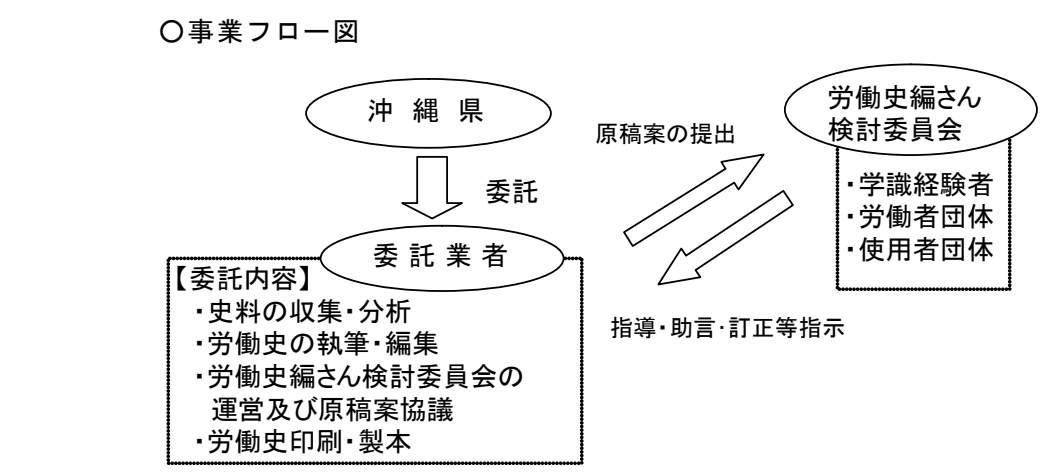 〇事業フロー図
沖縄県
委託
委託業者
【委託内容】
・史料の収集・分析
・労働史の執筆・編集
・労働史編さん検討委員会の
運営及び原稿案協議
・労働史印刷・製本
原稿案の提出
指導・助言・訂正等指示
労働史編さん
検討委員会
・学識経験者
・労働者団体
・使用者団体